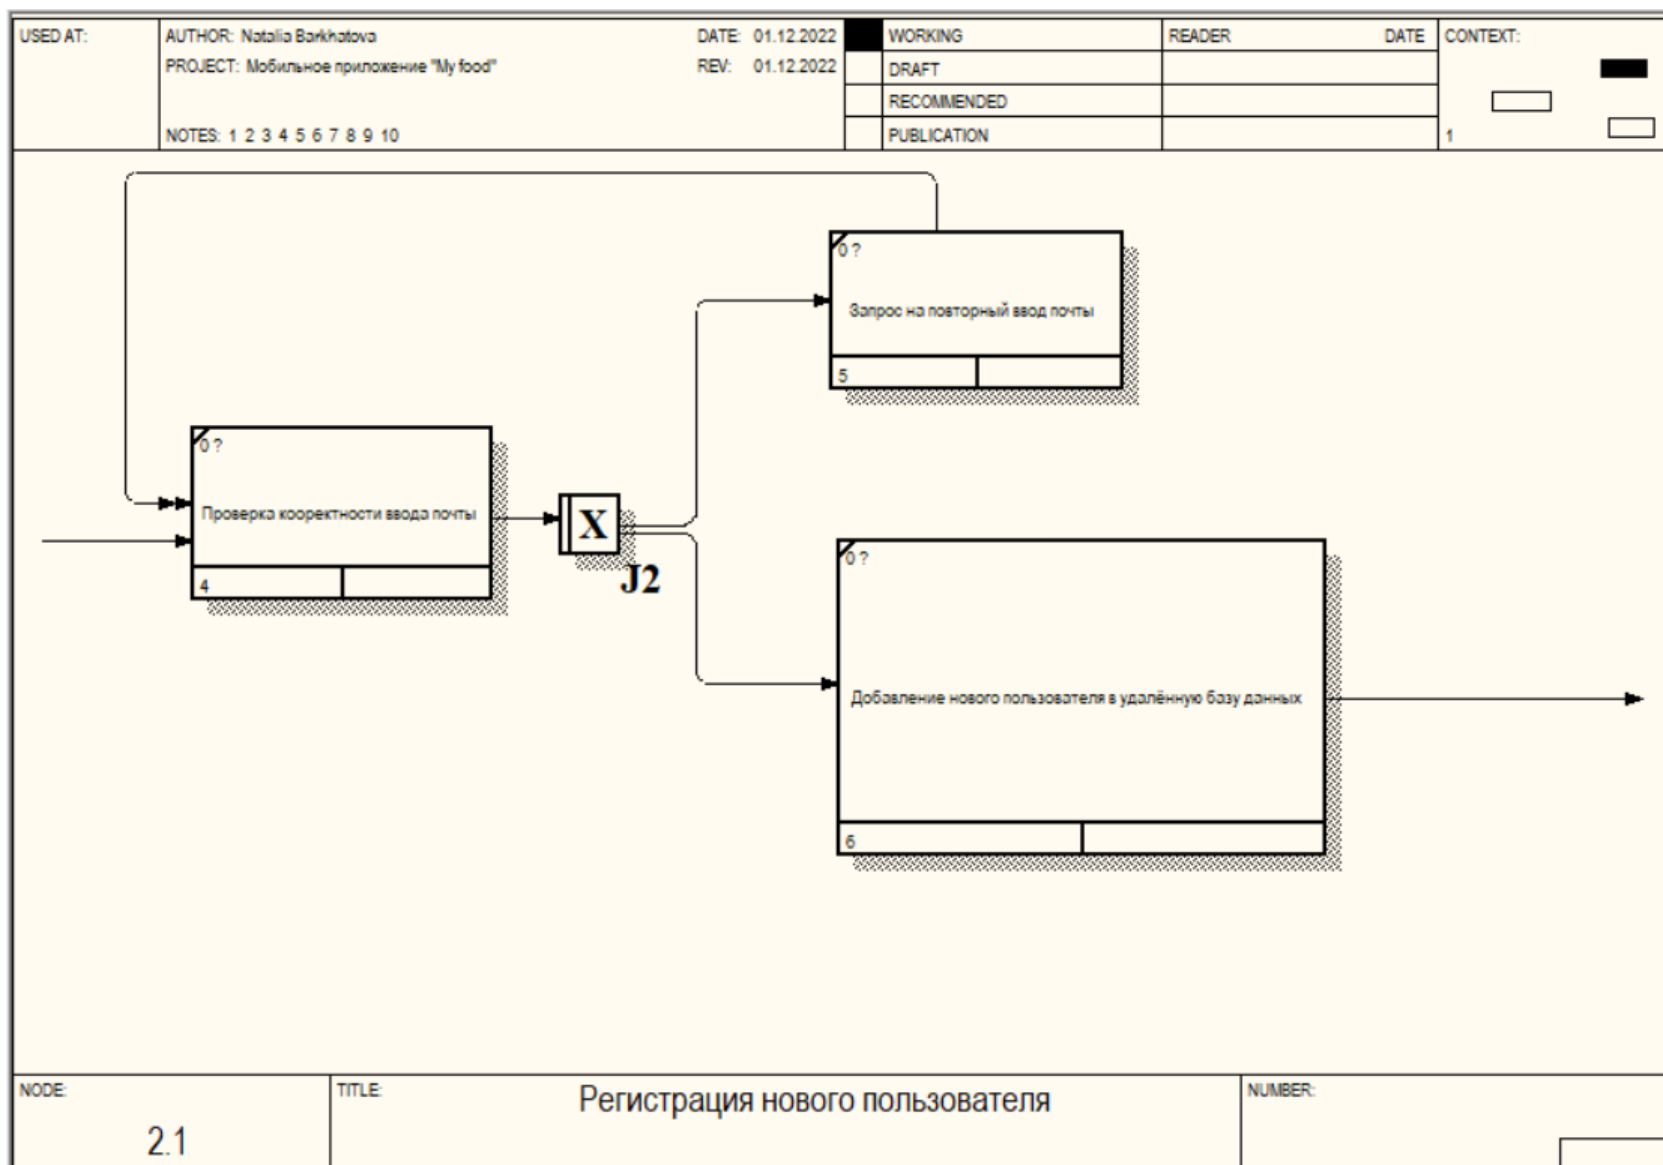 USED AT:
AUTHOR: Natalia Barkhatova
DATE: 01.12.2022
WORKING
READER
DATE
CONTEXT:
PROJECT: Мобильное приложение "My food"
REV: 01.12.2022
DRAFT
RECOMMENDED
NOTES: 1 2 3 4 5 6 7 8 9 10
PUBLICATION
1
0 ?
Запрос на повторный ввод почты
5
0 ?
Проверка кооректности ввода почты
4
X
J2
0 ?
Добавление нового пользователя в удалённую базу данных
6
NODE:
2.1
TITLE:
Регистрация нового пользователя
NUMBER: